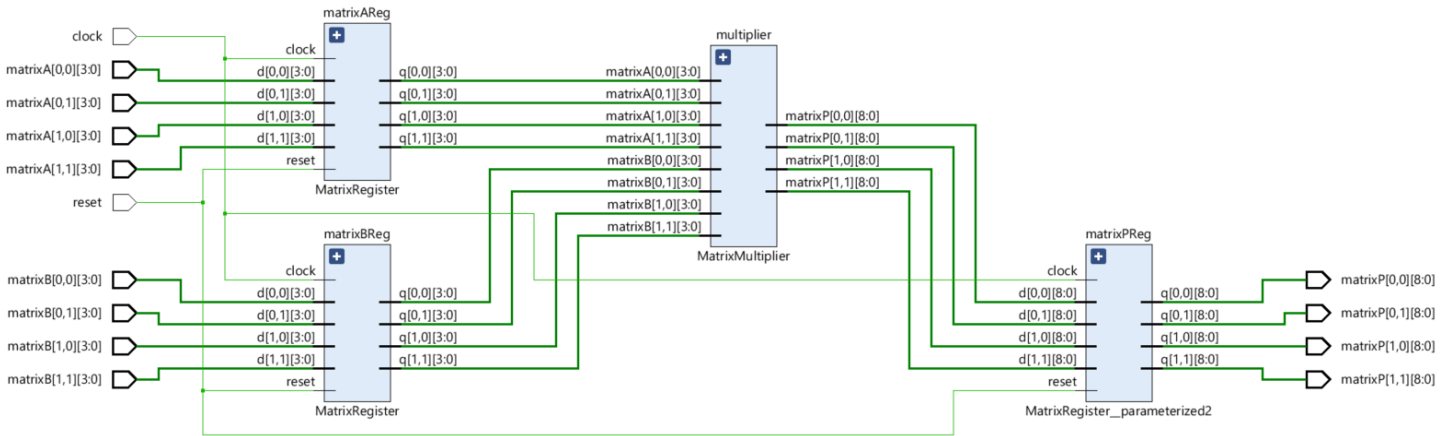 clock
matrixA[0,0][3:0]
matrixA[0,1][3:0]
matrixA[1,0][3:0]
matrixA[1,1][3:0]
reset
matrixB[0,0][3:0]
matrixB[0,1][3:0]
matrixB[1,0][3:0]
matrixB[1,1][3:0]
matrixAReg
clock
d[0,0][3:0]
d[0,1][3:0]
d[1,0][3:0]
d[1,1][3:0]
reset
q[0,0][3:0]
q[0,1][3:0]
q[1,0][3:0]
q[1,1][3:0]
MatrixRegister
matrixBReg
clock
d[0,0][3:0]
d[0,1][3:0]
d[1,0][3:0]
d[1,1][3:0]
reset
q[0,0][3:0]
q[0,1][3:0]
q[1,0][3:0]
q[1,1][3:0]
MatrixRegister
multiplier
matrixA[0,0][3:0]
matrixA[0,1][3:0]
matrixA[1,0][3:0]
matrixA[1,1][3:0]
matrixB[0,0][3:0]
matrixB[0,1][3:0]
matrixB[1,0][3:0]
matrixB[1,1][3:0]
matrixP[0,0][8:0]
matrixP[0,1][8:0]
matrixP[1,0][8:0]
matrixP[1,1][8:0]
MatrixMultiplier
matrixPReg
clock
d[0,0][8:0]
d[0,1][8:0]
d[1,0][8:0]
d[1,1][8:0]
reset
q[0,0][8:0]
q[0,1][8:0]
q[1,0][8:0]
q[1,1][8:0]
MatrixRegister__parameterized2
matrixP[0,0][8:0]
matrixP[0,1][8:0]
matrixP[1,0][8:0]
matrixP[1,1][8:0]